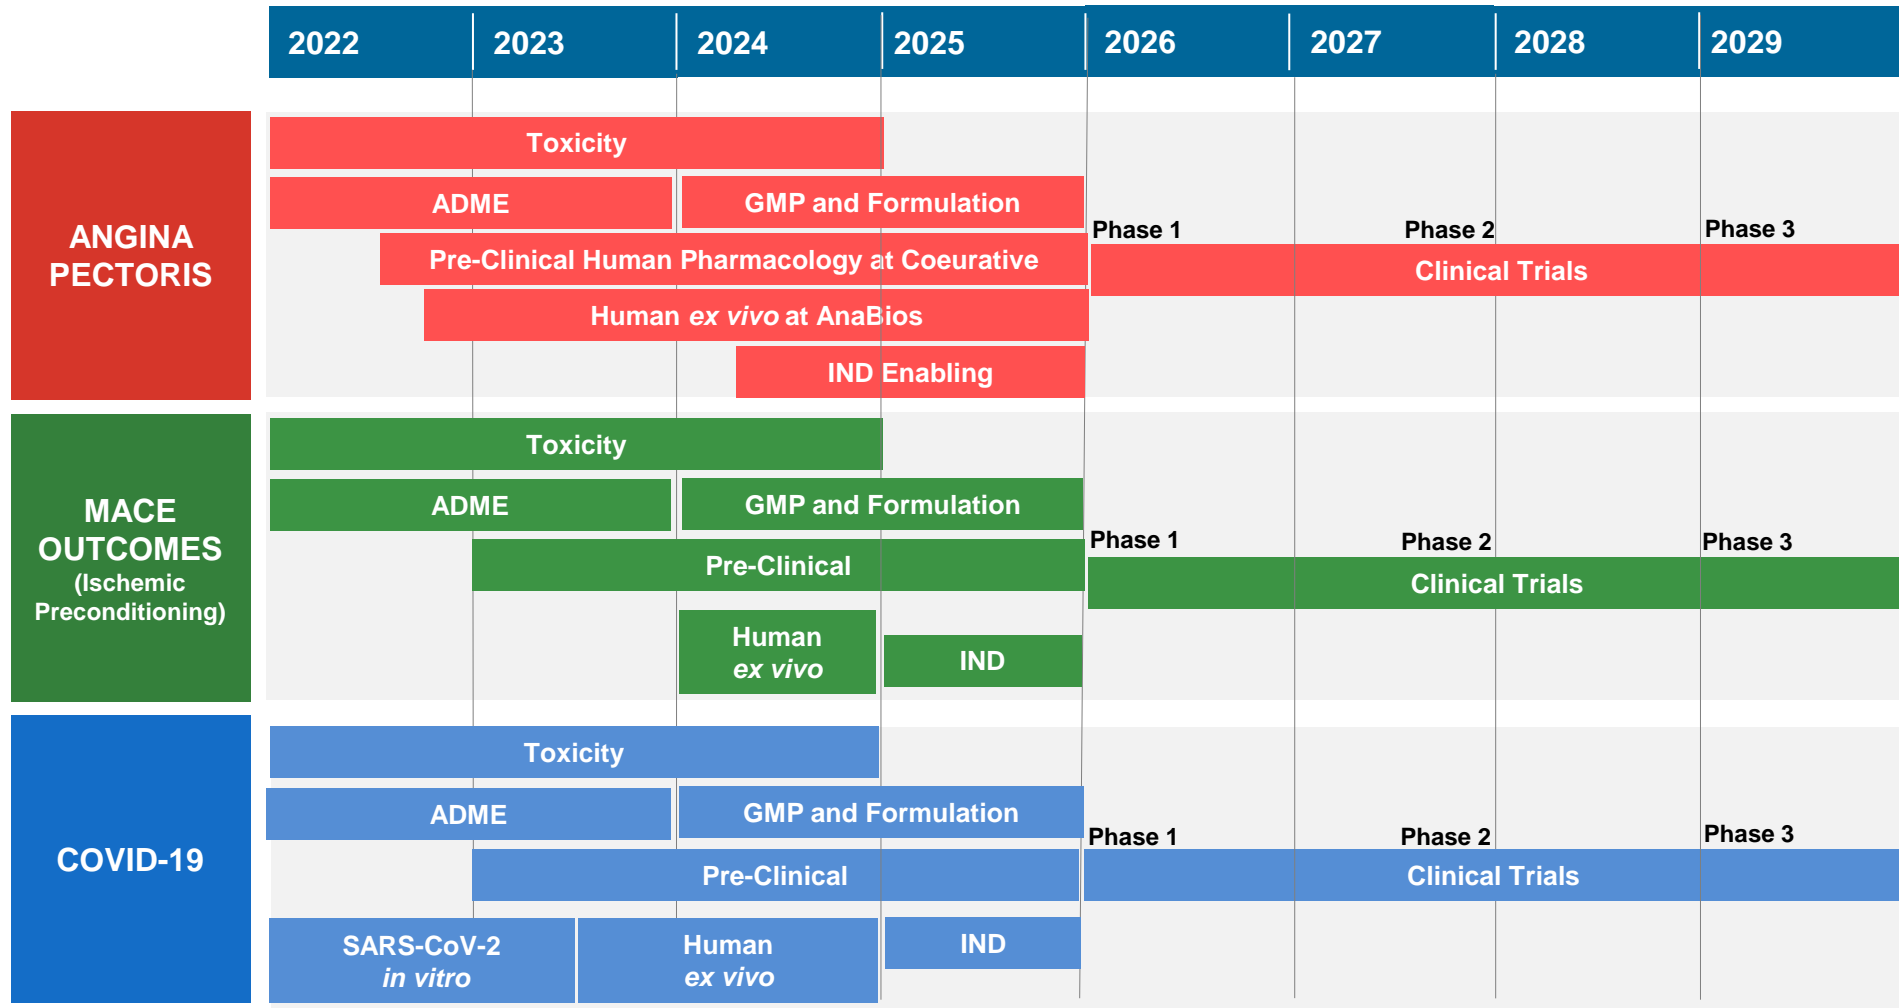 2022 2023 2024 2025 2026 2027 2028 2029
ANGINA
PECTORIS
Toxicity
ADME
GMP and Formulation
Pre-Clinical Human Pharmacology at Coeurative
Human ex vivo at AnaBios
IND Enabling
Phase 1
Phase 2
Phase 3
Clinical Trials
MACE
OUTCOMES
(Ischemic
Preconditioning)
Toxicity
ADME
GMP and Formulation
Pre-Clinical
Human
ex vivo
IND
Phase 1
Phase 2
Phase 3
Clinical Trials
COVID-19
Toxicity
ADME
GMP and Formulation
Pre-Clinical
SARS-CoV-2
in vitro
Human
ex vivo
IND
Phase 1
Phase 2
Phase 3
Clinical Trials